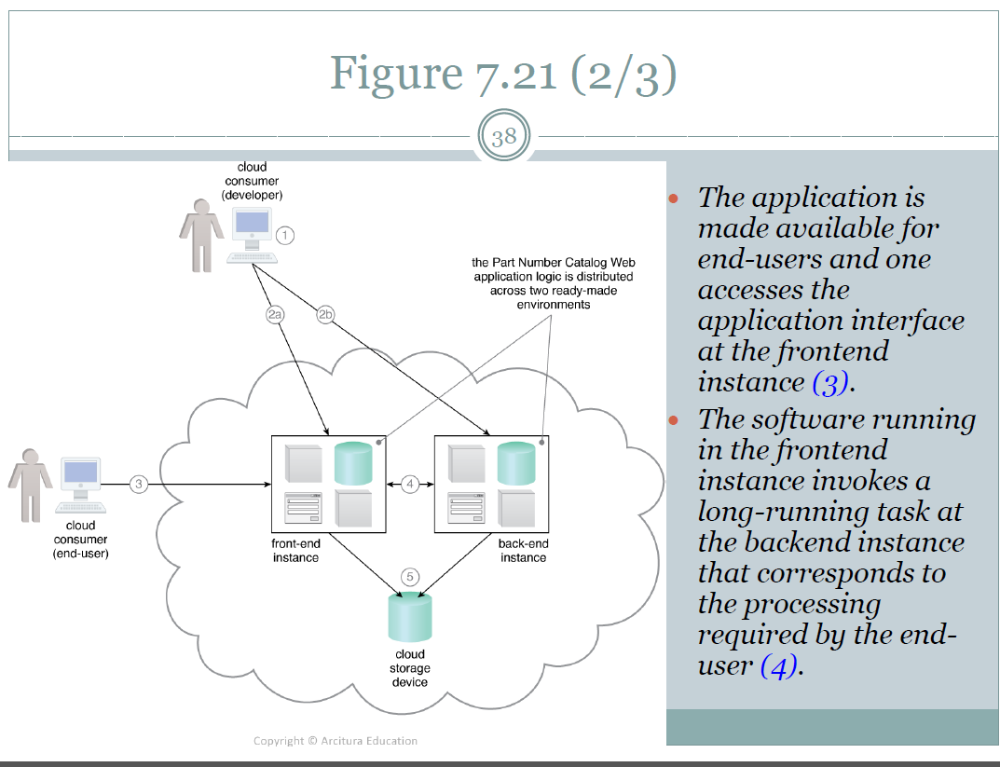 Figure 7.21 (2/3)
38
cloud
consumer
(developer)
1
the Part Number Catalog Web
application logic is distributed
across two ready-made
environments
2a
2b
3
4
cloud
consumer
(end-user)
front-end
instance
back-end
instance
5
cloud
storage
device
Copyright © Arcitura Education
The application is
made available for
end-users and one
accesses the
application interface
at the frontend
instance (3).
The software running
in the frontend
instance invokes a
long-running task at
the backend instance
that corresponds to
the processing
required by the end-
user (4).